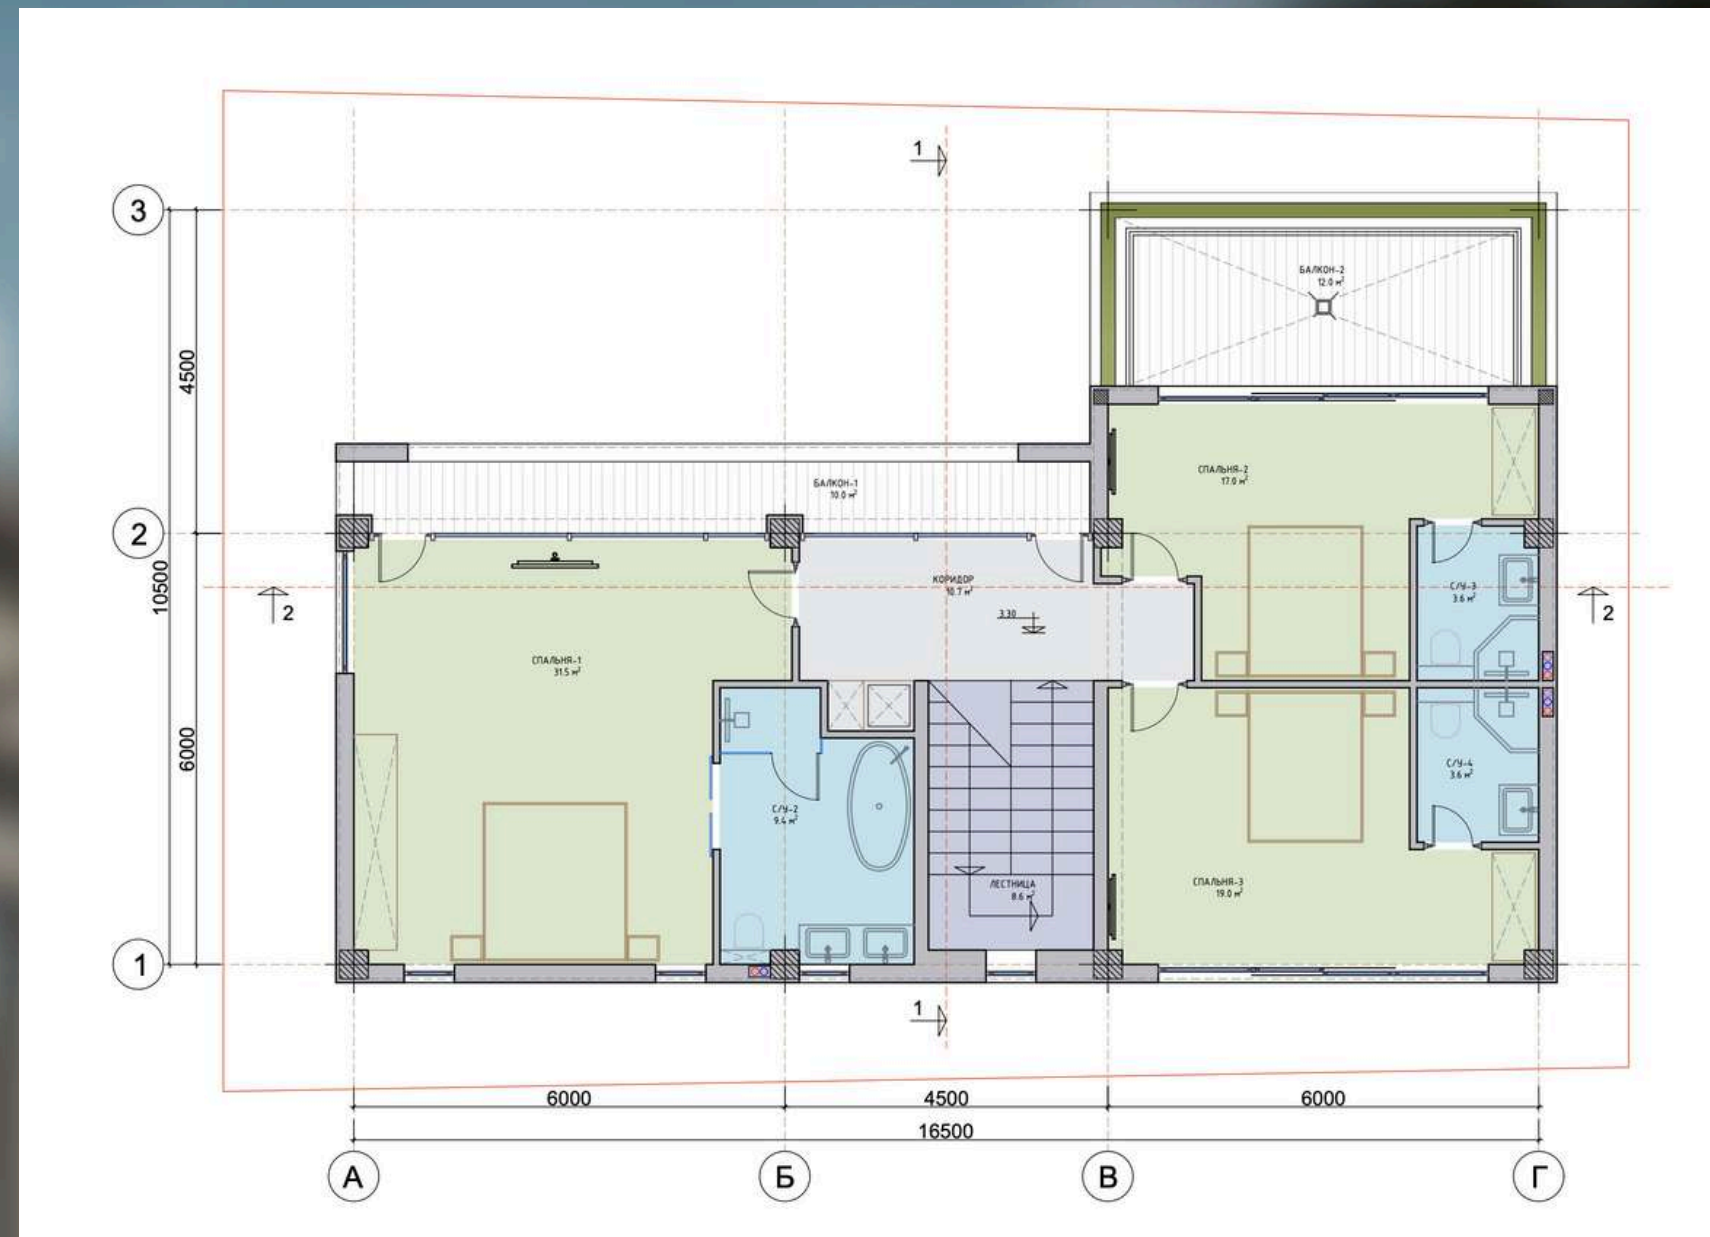 1
3
БАЛКОН-2
12.0 м²
4500
СПАЛЬНЯ-2
17.0 м²
БАЛКОН-1
10.0 м²
2
10500
КОРИДОР
10.7 м²
С/У-3
3.6 м²
2
2
3.30
СПАЛЬНЯ-1
31.5 м²
6000
С/У-4
3.6 м²
С/У-2
9.4 м²
ЛЕСТНИЦА
8.6 м²
СПАЛЬНЯ-3
19.0 м²
1
1
6000
4500
6000
16500
А
Б
В
Г